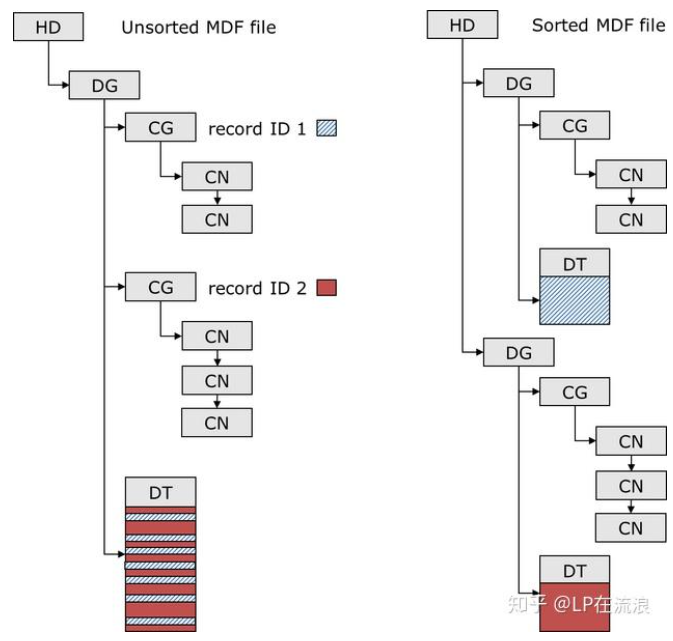 Unsorted MDF file
HD
DG
CG
record ID 1
CN
CN
CG
record ID 2
CN
CN
CN
DT
Sorted MDF file
HD
DG
CG
CN
CN
DT
DG
CG
CN
CN
CN
DT
知乎 @LP在流浪